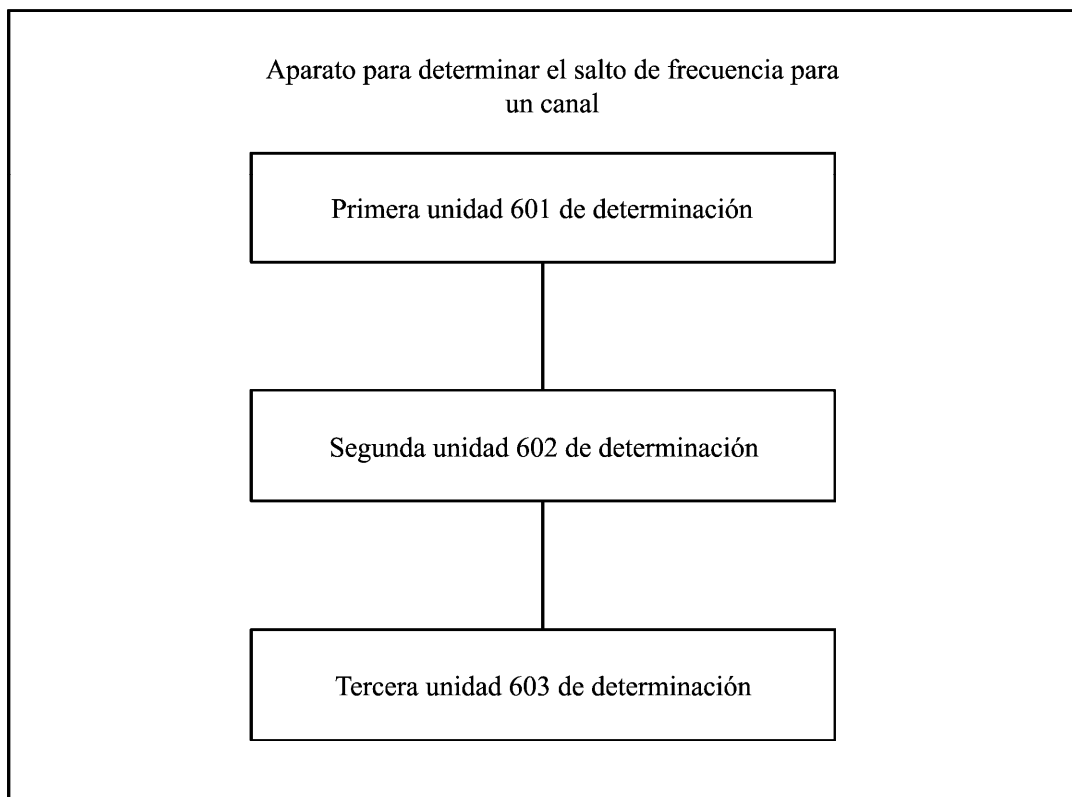 Aparato para determinar el salto de frecuencia para
un canal
Primera unidad 601 de determinación
Segunda unidad 602 de determinación
Tercera unidad 603 de determinación